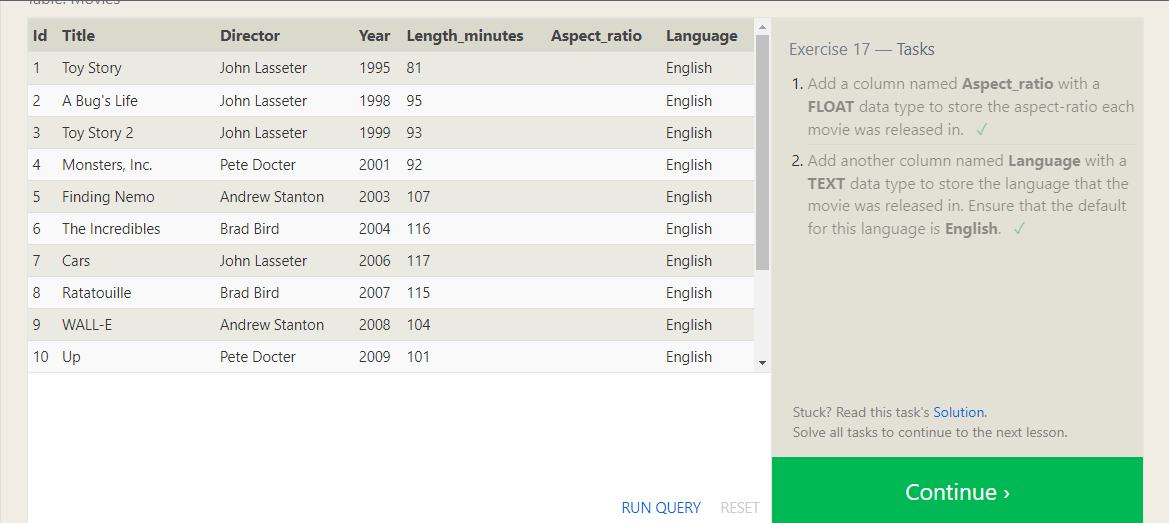 Table: Movies
Id Title Director Year Length_minutes Aspect_ratio Language
1 Toy Story John Lasseter 1995 81 English
2 A Bug's Life John Lasseter 1998 95 English
3 Toy Story 2 John Lasseter 1999 93 English
4 Monsters, Inc. Pete Docter 2001 92 English
5 Finding Nemo Andrew Stanton 2003 107 English
6 The Incredibles Brad Bird 2004 116 English
7 Cars John Lasseter 2006 117 English
8 Ratatouille Brad Bird 2007 115 English
9 WALL-E Andrew Stanton 2008 104 English
10 Up Pete Docter 2009 101 English
RUN QUERY RESET
Exercise 17 — Tasks
1. Add a column named Aspect_ratio with a
FLOAT data type to store the aspect-ratio each
movie was released in. ✓
2. Add another column named Language with a
TEXT data type to store the language that the
movie was released in. Ensure that the default
for this language is English. ✓
Stuck? Read this task's Solution.
Solve all tasks to continue to the next lesson.
Continue ›